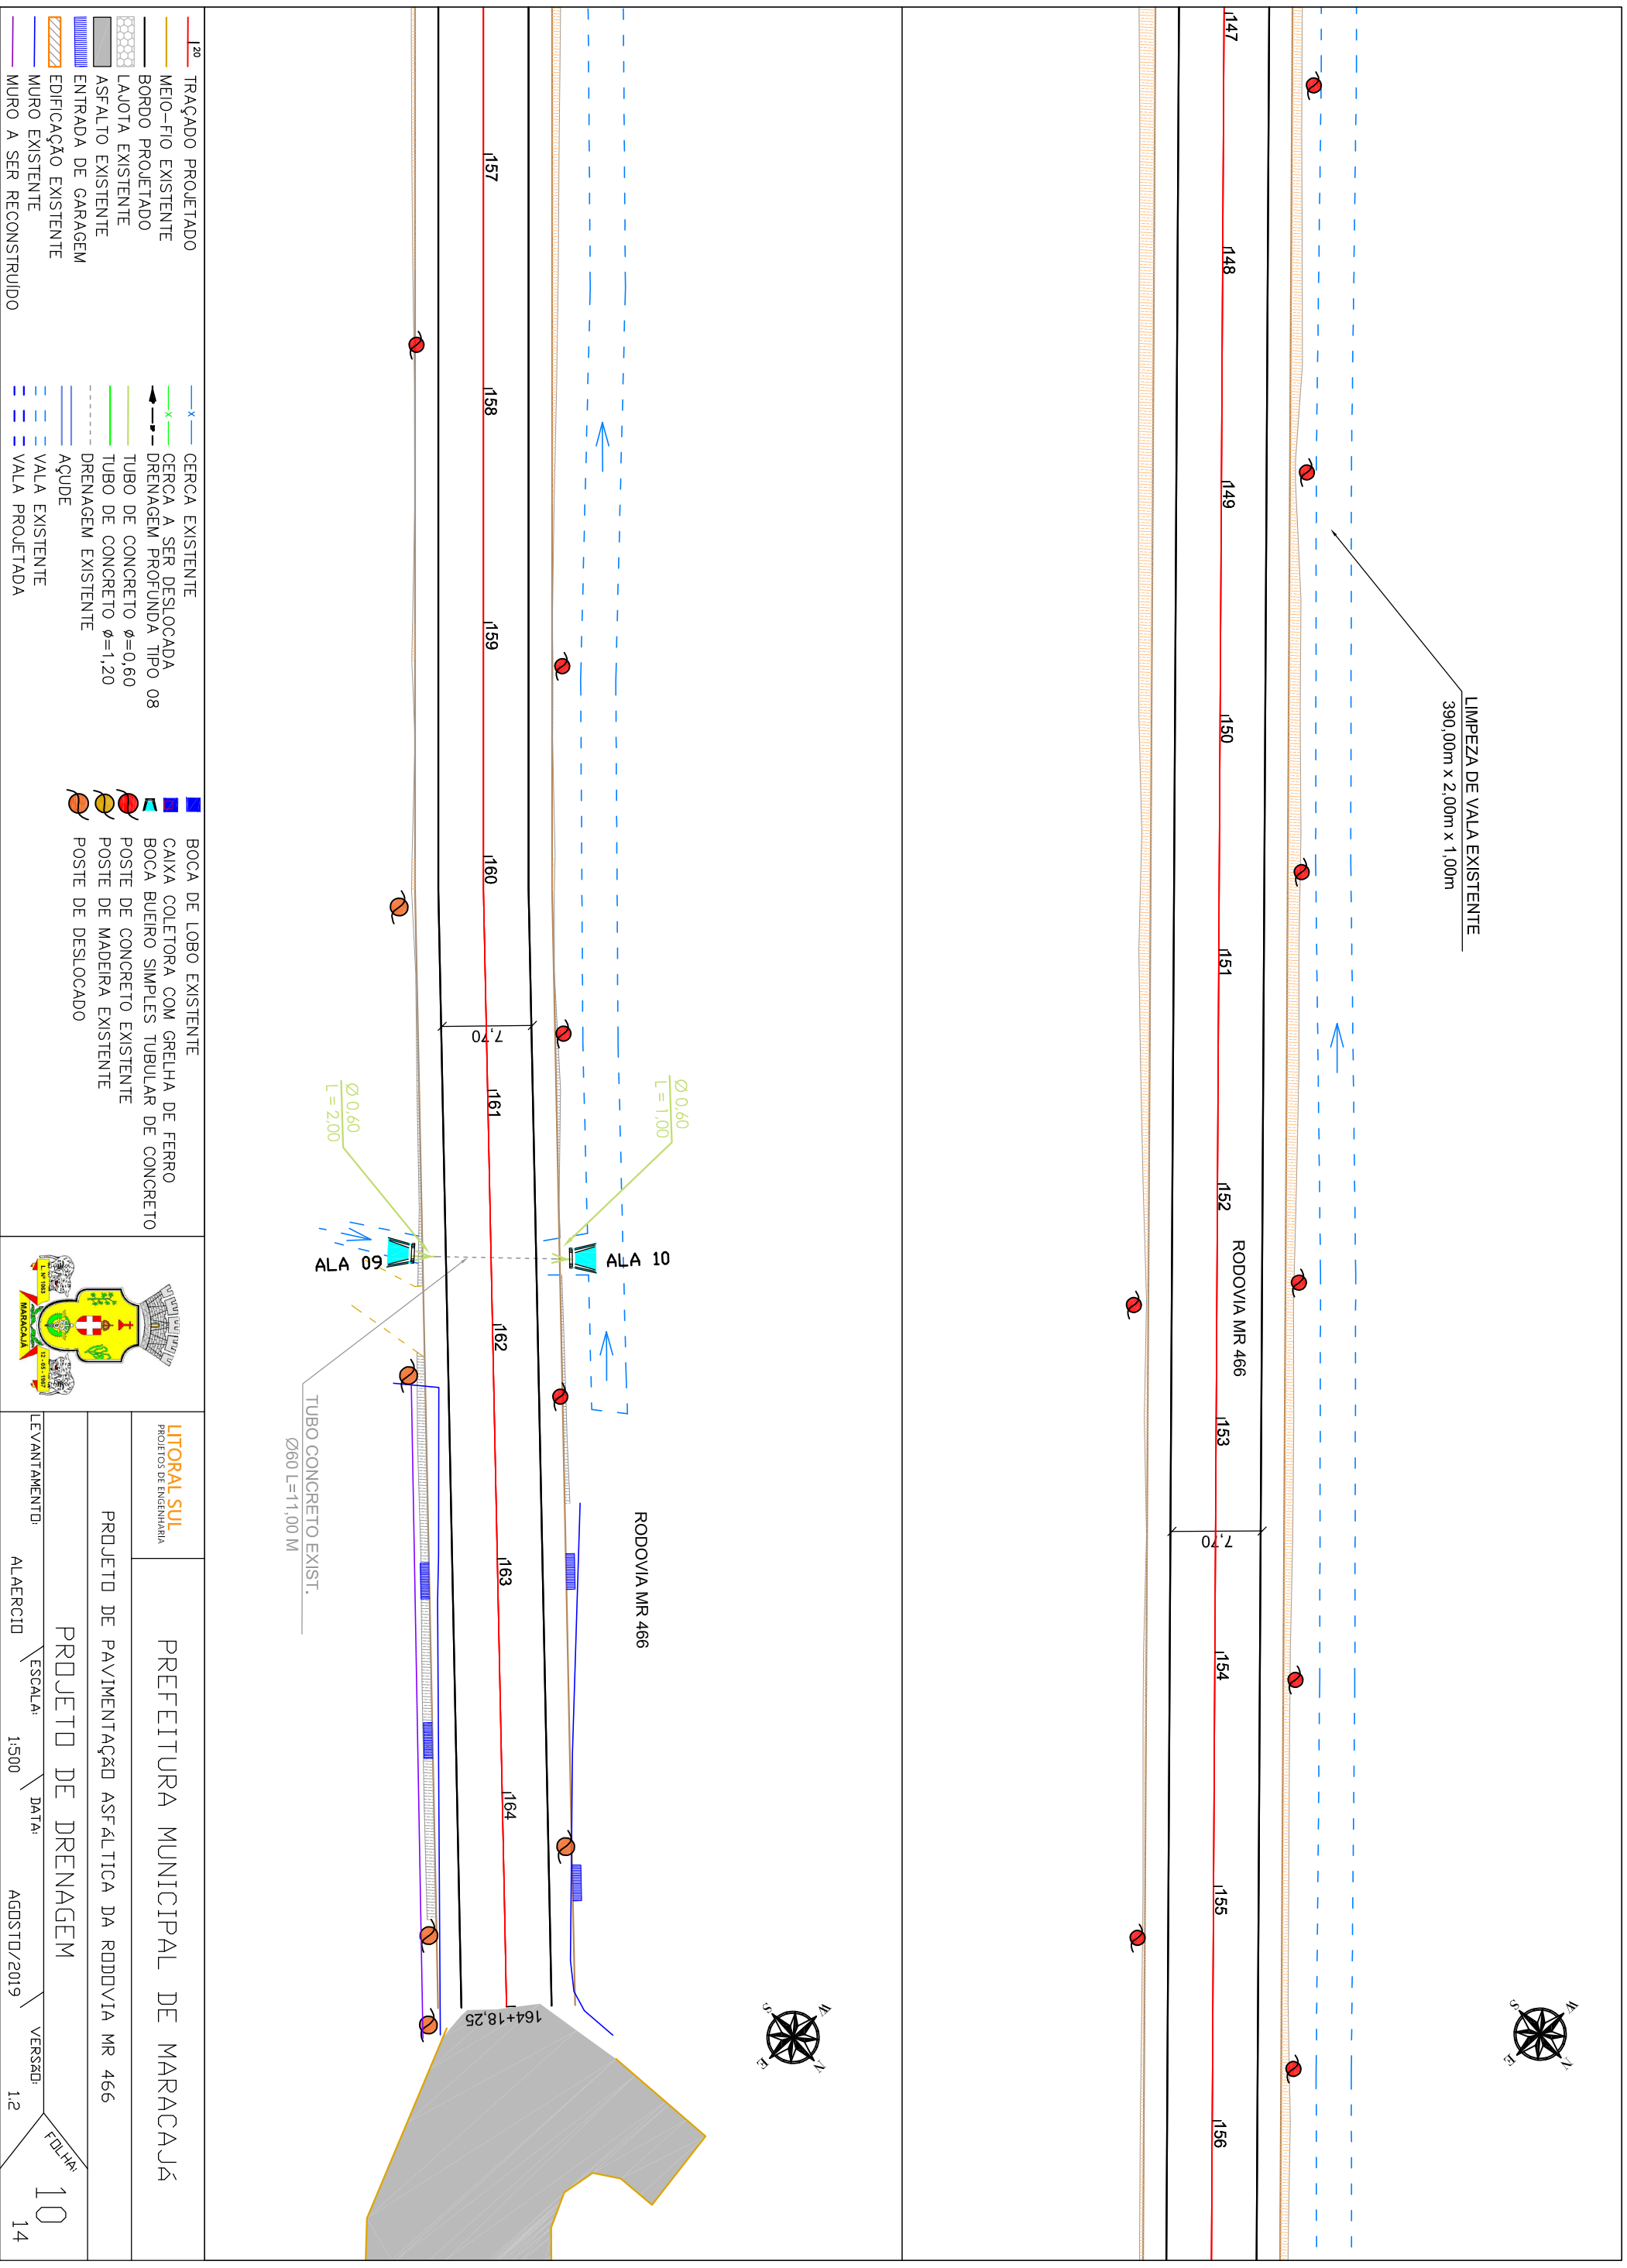 147
148
149
150
151
152
153
154
155
156
LIMPEZA DE VALA EXISTENTE
390,00m x 2,00m x 1,00m
RODOVIA MR 466
7,70
N
S
E
W
157
158
159
160
161
162
163
164
164+18,25
7,70
Ø 0,60
L = 1,00
Ø 0,60
L = 2,00
ALA 10
ALA 09
RODOVIA MR 466
TUBO CONCRETO EXIST.
Ø60 L=11,00 M
N
S
E
W
20
TRAÇADO PROJETADO
MEIO-FIO EXISTENTE
BORDO PROJETADO
LAJOTA EXISTENTE
ASFALTO EXISTENTE
ENTRADA DE GARAGEM
EDIFICAÇÃO EXISTENTE
MURO EXISTENTE
MURO A SER RECONSTRUÍDO
x CERCA EXISTENTE
x CERCA A SER DESLOCADA
DRENAGEM PROFUNDA TIPO 08
TUBO DE CONCRETO Ø=0,60
TUBO DE CONCRETO Ø=1,20
DRENAGEM EXISTENTE
AÇUDE
VALA EXISTENTE
VALA PROJETADA
BOCA DE LOBO EXISTENTE
CAIXA COLETORA COM GRELHA DE FERRO
BOCA BUEIRO SIMPLES TUBULAR DE CONCRETO
POSTE DE CONCRETO EXISTENTE
POSTE DE MADEIRA EXISTENTE
POSTE DE DESLOCADO
L. Nº 1063
MARACAJÁ
12 - 05 - 1967
LITORAL SUL
PROJETOS DE ENGENHARIA
PREFEITURA MUNICIPAL DE MARACAJÁ
PROJETO DE PAVIMENTAÇÃO ASFÁLTICA DA RODOVIA MR 466
PROJETO DE DRENAGEM
LEVANTAMENTO:
ALAERCIO
ESCALA:
1:500
DATA:
AGOSTO/2019
VERSÃO:
1.2
FOLHA:
10
14